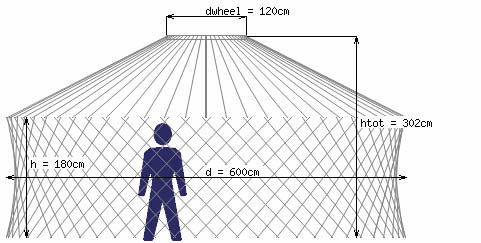 dwheel = 120cm
htot = 302cm
h = 180cm
d = 600cm